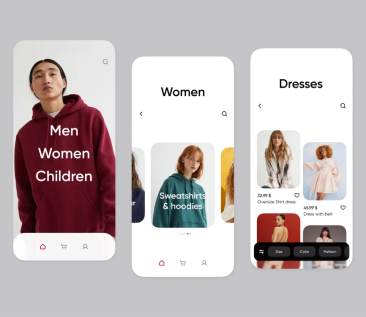 Men
Women
Children
Women
Sweatshirts
& hoodies
Dresses
32.99 $
Oversize Shirt dress
45.99 $
Dress with belt
Size
Color
Pattern